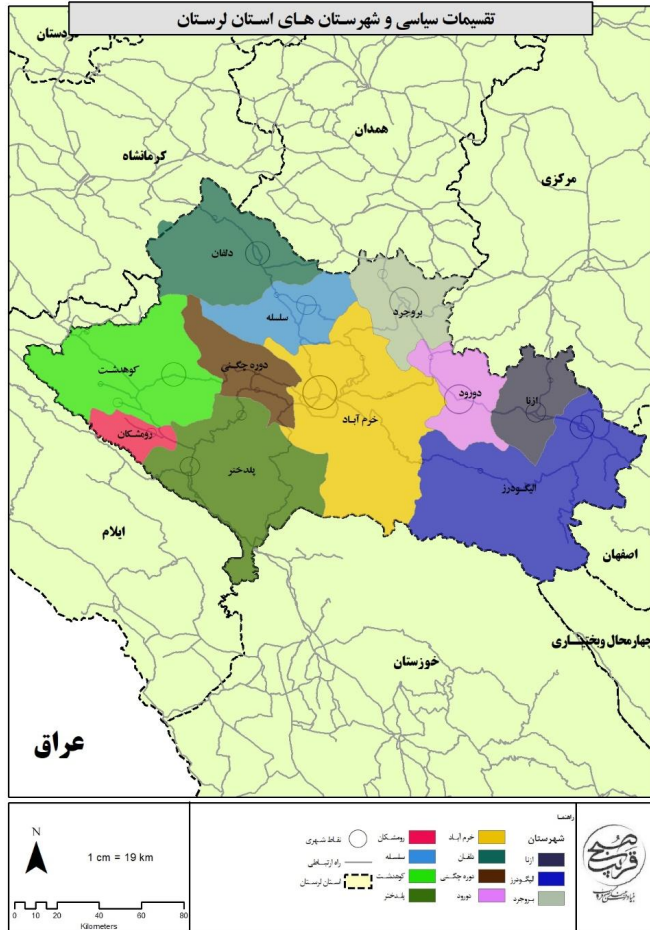 تقسیمات سیاسی و شهرستان های استان لرستان
کردستان
همدان
کرمانشاه
مرکزی
دلفان
سلسله
بروجرد
کوهدشت
دوره چگنی
خرم آباد
دورود
ازنا
رومشکان
پلدختر
الیگودرز
ایلام
اصفهان
چهارمحال وبختیاری
خوزستان
عراق
N
1 cm = 19 km
0 10 20 40 60 80
Kilometers
راهنما
شهرستان
ازنا
الیگودرز
بروجرد
خرم آباد
دلفان
دوره چگنی
دورود
رومشکان
سلسله
کوهدشت
پلدختر
نقاط شهری
راه ارتباطی
استان لرستان